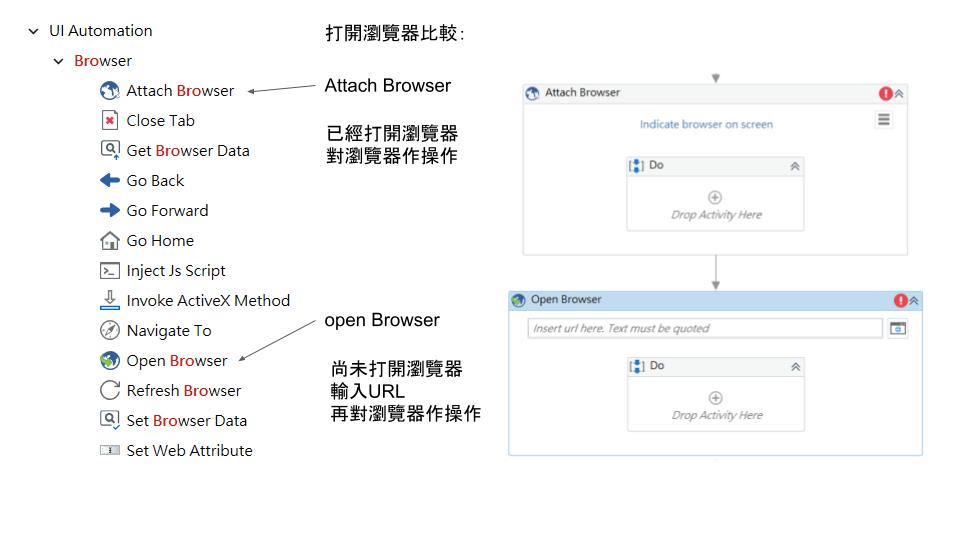 UI Automation
Browser
Attach Browser
Close Tab
Get Browser Data
Go Back
Go Forward
Go Home
Inject Js Script
Invoke ActiveX Method
Navigate To
Open Browser
Refresh Browser
Set Browser Data
Set Web Attribute
打開瀏覽器比較:
Attach Browser
已經打開瀏覽器
對瀏覽器作操作
open Browser
尚未打開瀏覽器
輸入URL
再對瀏覽器作操作
Attach Browser
Indicate browser on screen
Do
Drop Activity Here
Open Browser
Insert url here. Text must be quoted
Do
Drop Activity Here